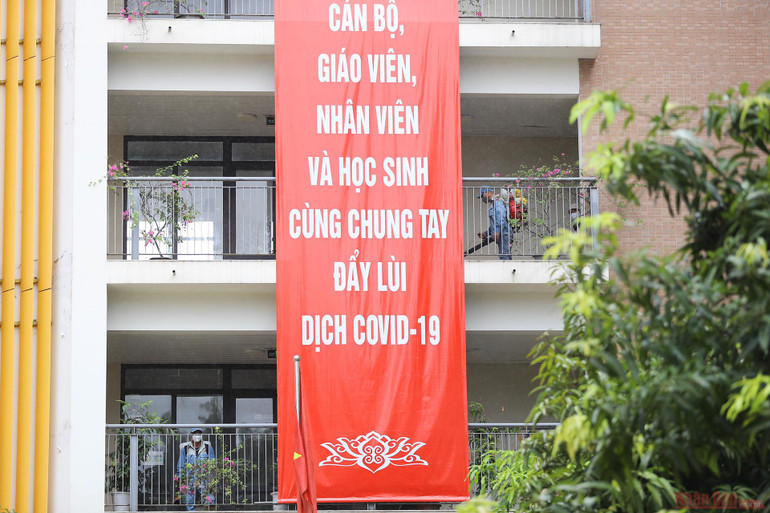 CÁN BỘ,
GIÁO VIÊN,
NHÂN VIÊN
VÀ HỌC SINH
CÙNG CHUNG TAY
ĐẨY LÙI
DỊCH COVID-19